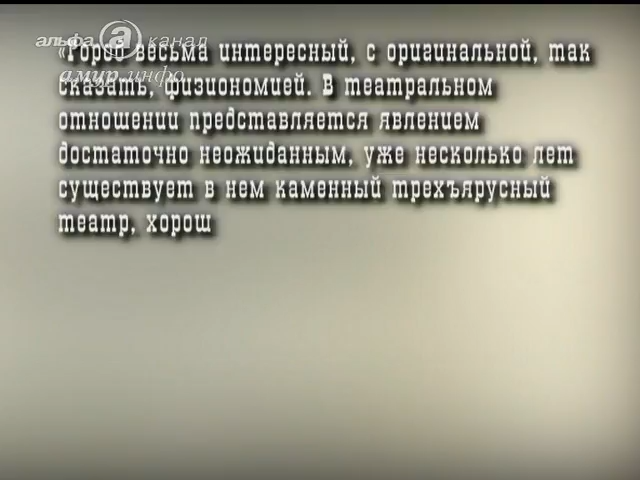 альфа а канал
«Город весьма интересный, с оригинальной, так
амур.инфо
сказать, физиономией. В театральном
отношении представляется явлением
достаточно неожиданным, уже несколько лет
существует в нем каменный трехъярусный
театр, хорош